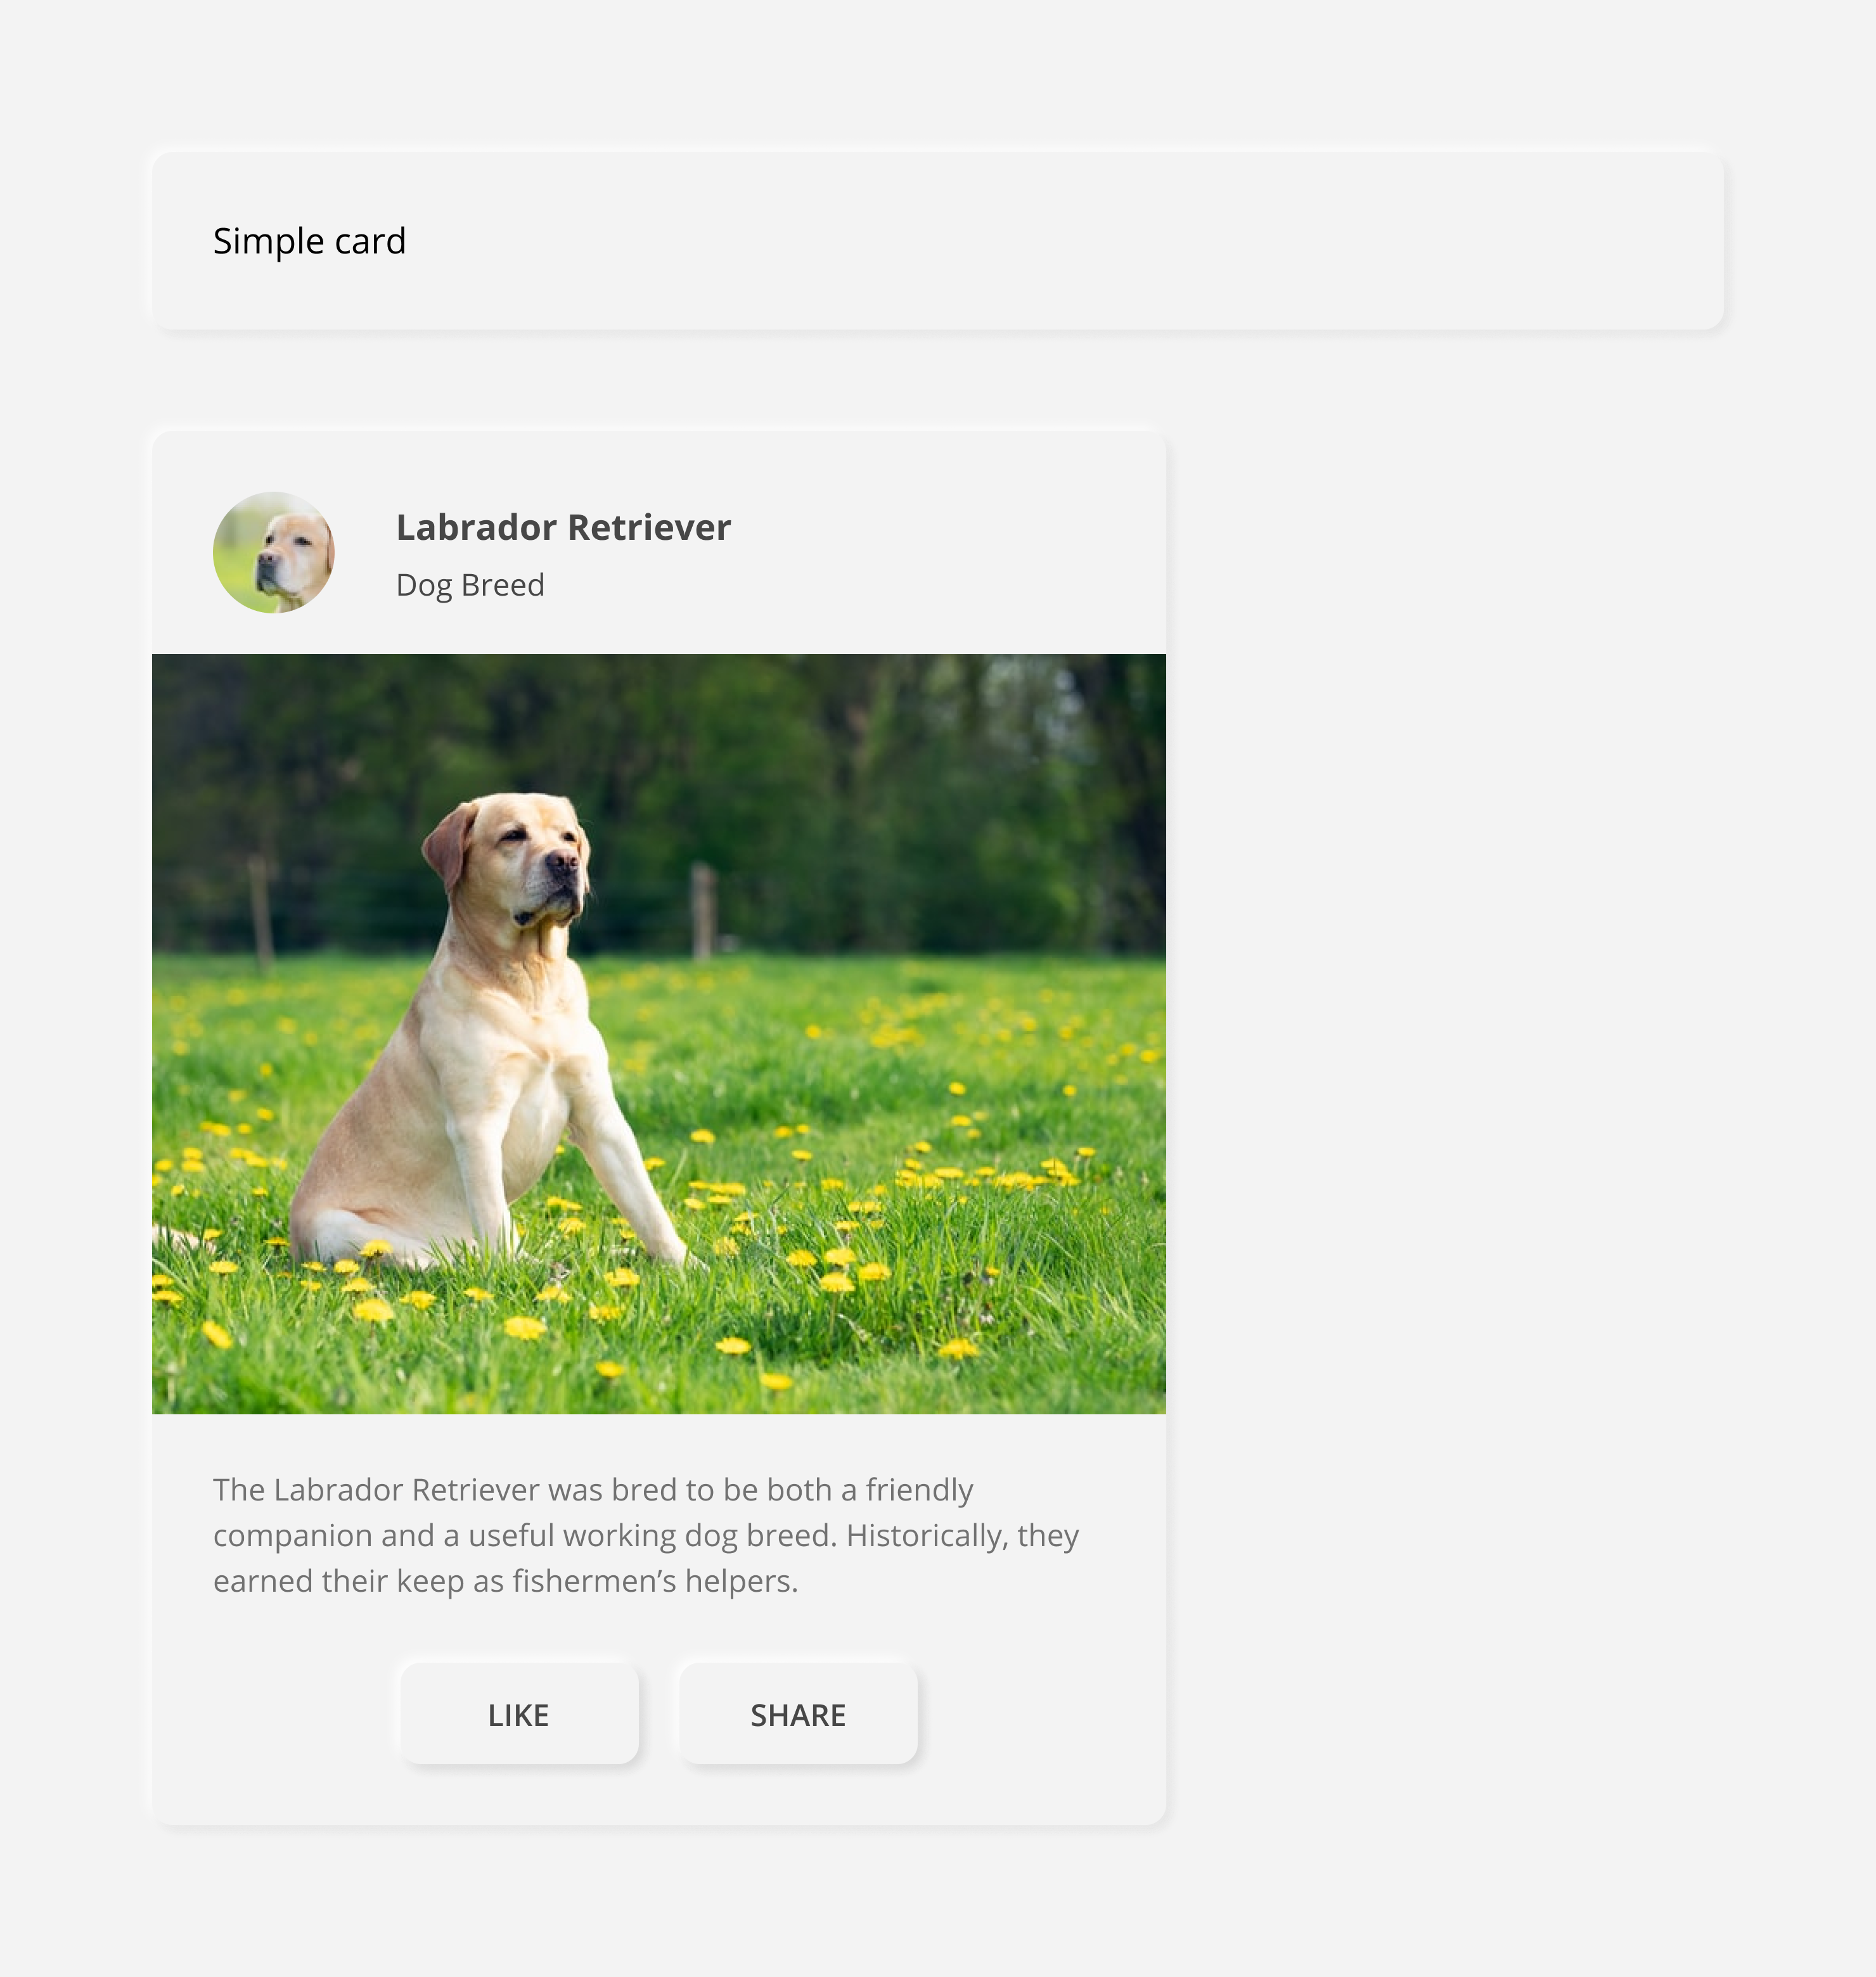 Simple card
Labrador Retriever
Dog Breed
The Labrador Retriever was bred to be both a friendly
companion and a useful working dog breed. Historically, they
earned their keep as fishermen’s helpers.
LIKE
SHARE